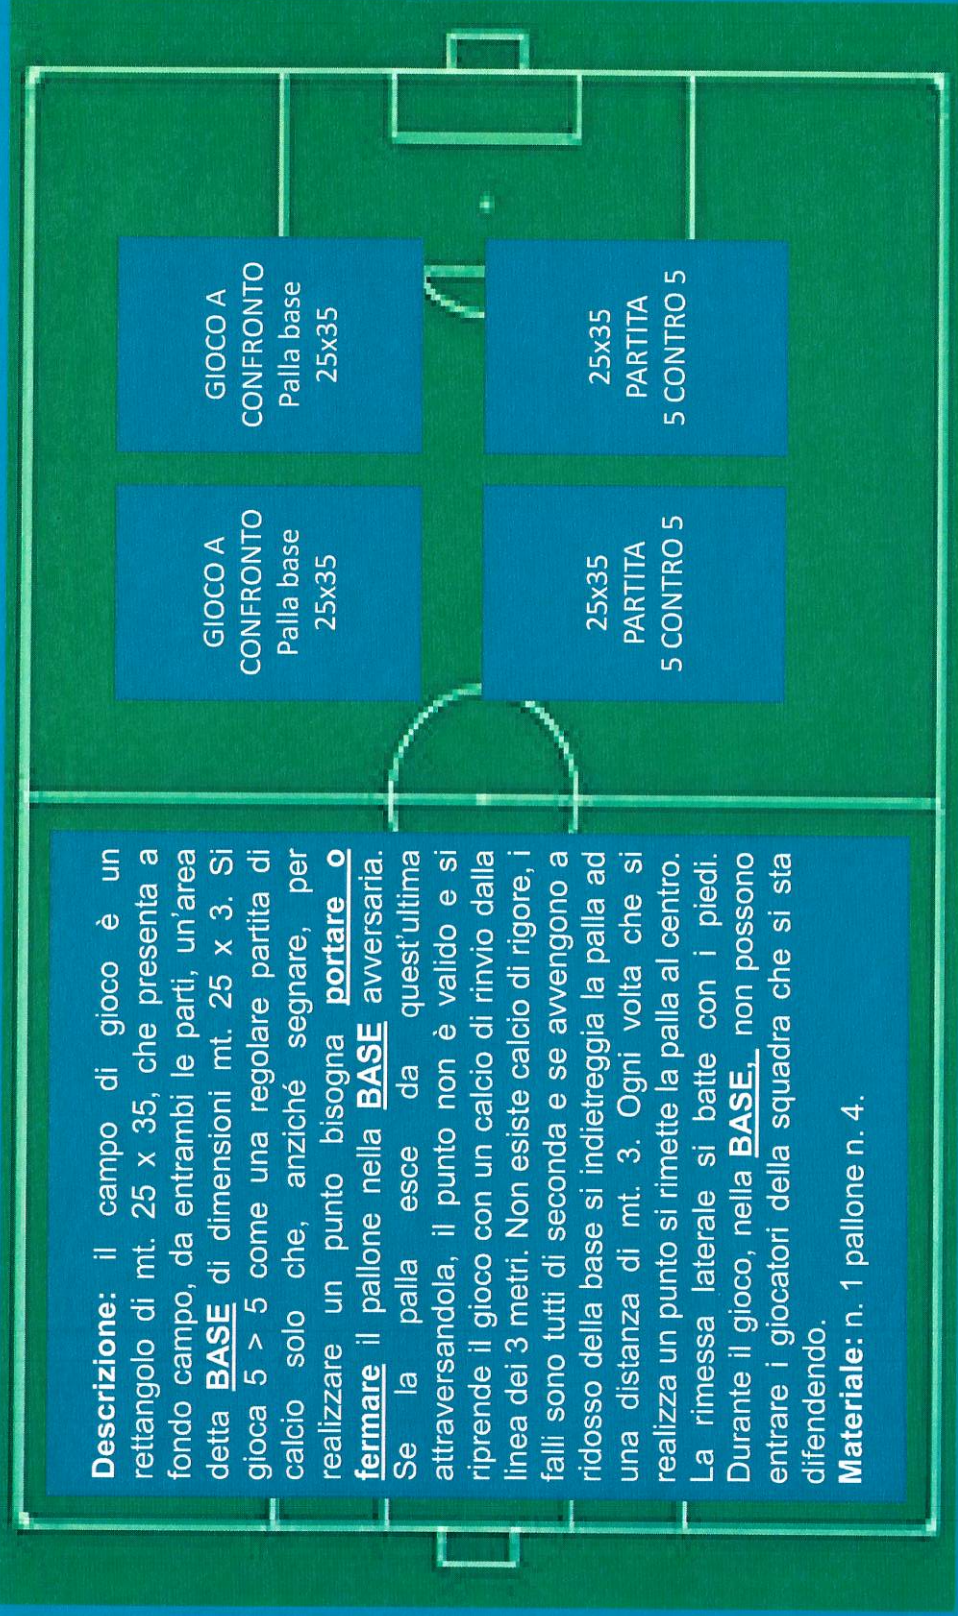 Descrizione: il campo di gioco è un
rettangolo di mt. 25 x 35, che presenta a
fondo campo, da entrambi le parti, un'area
detta BASE di dimensioni mt. 25 x 3. Si
gioca 5 > 5 come una regolare partita di
calcio solo che, anziché segnare, per
realizzare un punto bisogna portare o
fermare il pallone nella BASE avversaria.
Se la palla esce da quest'ultima
attraversandola, il punto non è valido e si
riprende il gioco con un calcio di rinvio dalla
linea dei 3 metri. Non esiste calcio di rigore, i
falli sono tutti di seconda e se avvengono a
ridosso della base si indietreggia la palla ad
una distanza di mt. 3. Ogni volta che si
realizza un punto si rimette la palla al centro.
La rimessa laterale si batte con i piedi.
Durante il gioco, nella BASE, non possono
entrare i giocatori della squadra che si sta
difendendo.
Materiale: n. 1 pallone n. 4.
GIOCO A
CONFRONTO
Palla base
25x35
GIOCO A
CONFRONTO
Palla base
25x35
25x35
PARTITA
5 CONTRO 5
25x35
PARTITA
5 CONTRO 5